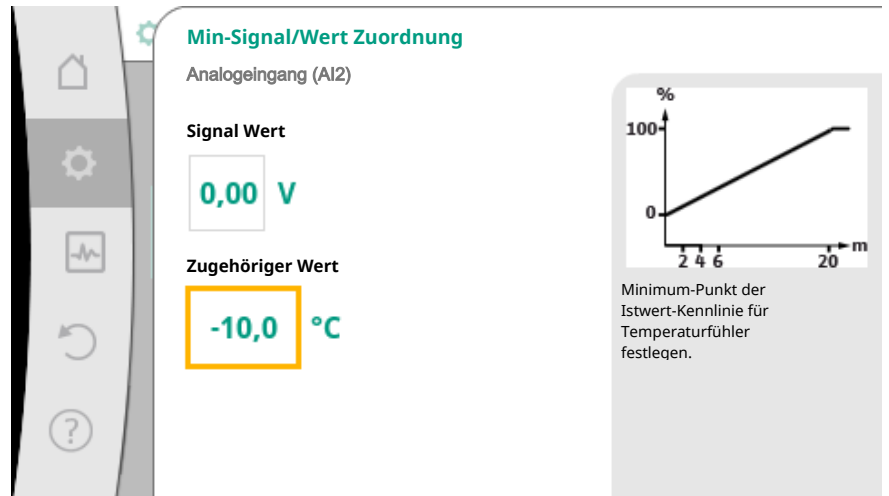 Min-Signal/Wert Zuordnung
Analogeingang (AI2)
Signal Wert
0,00 V
Zugehöriger Wert
-10,0 °C
%
100
0
2 4 6 20
m
Minimum-Punkt der
Istwert-Kennlinie für
Temperaturfühler
festlegen.
?